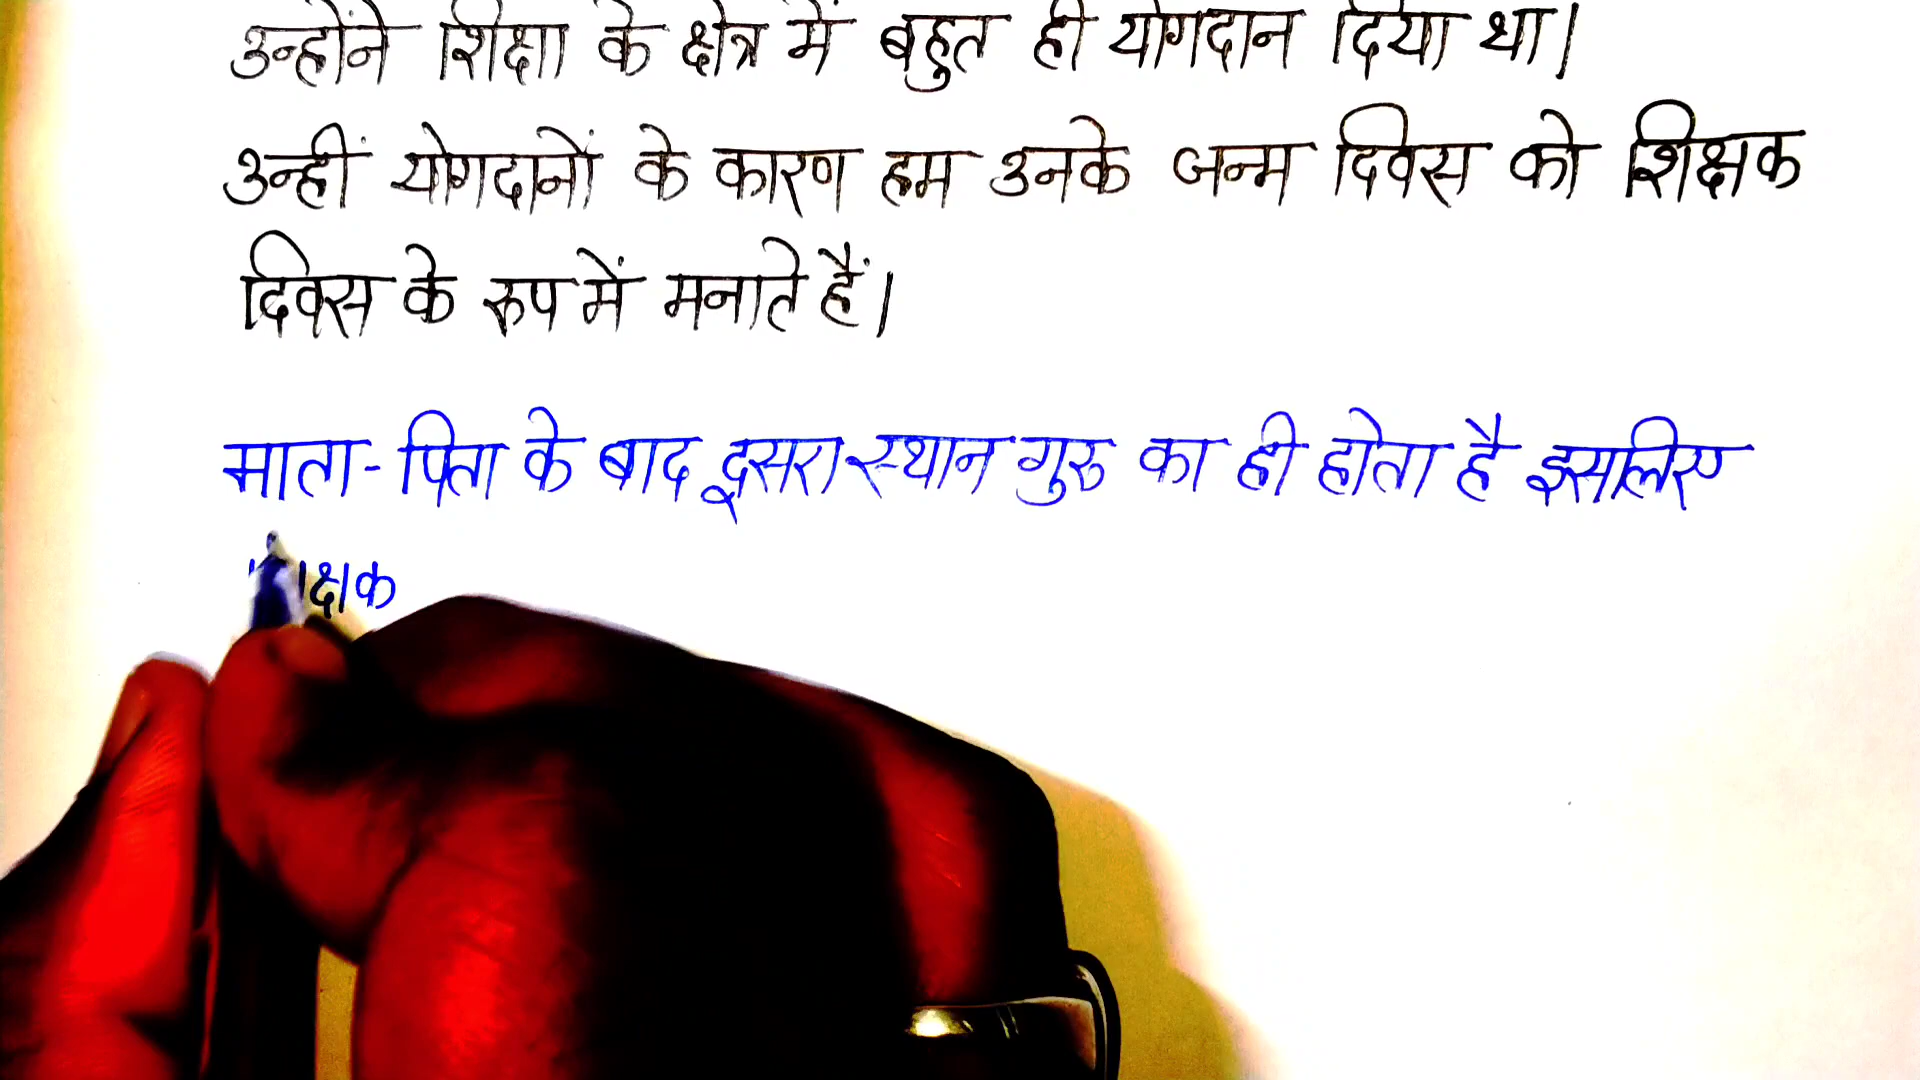 उन्होंने शिक्षा के क्षेत्र में बहुत ही योगदान दिया था।
उन्हीं योगदानों के कारण हम उनके जन्म दिवस को शिक्षक
दिवस के रुप में मनाते हैं।
माता-पिता के बाद दूसरा स्थान गुरु का ही होता है इसलिए